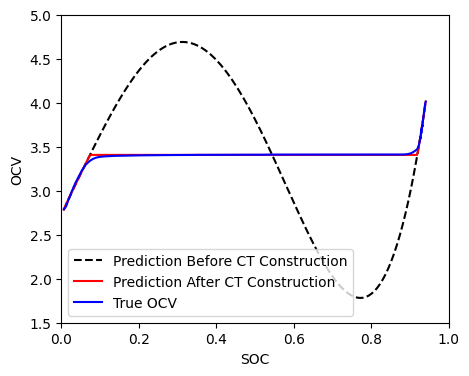 5.0
4.5
4.0
3.5
3.0
2.5
2.0
1.5
OCV
Prediction Before CT Construction
Prediction After CT Construction
True OCV
0.0 0.2 0.4 0.6 0.8 1.0
SOC